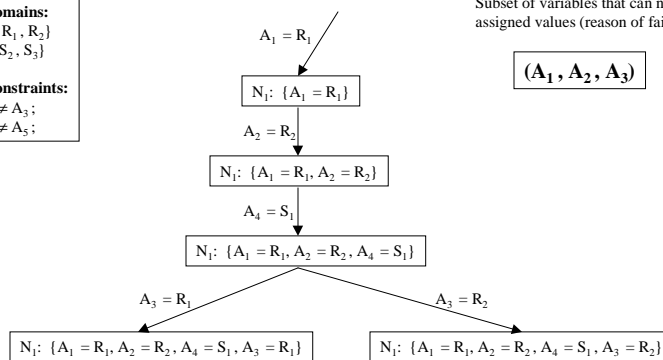 omains:
R₁ , R₂}
S₂ , S₃}
onstraints:
≠ A₃ ;
≠ A₅ ;
Subset of variables that can n
assigned values (reason of fai
(A₁ , A₂ , A₃)
A₁ = R₁
N₁: {A₁ = R₁}
A₂ = R₂
N₁: {A₁ = R₁, A₂ = R₂}
A₄ = S₁
N₁: {A₁ = R₁, A₂ = R₂ , A₄ = S₁}
A₃ = R₁
A₃ = R₂
N₁: {A₁ = R₁, A₂ = R₂ , A₄ = S₁, A₃ = R₁}
N₁: {A₁ = R₁, A₂ = R₂ , A₄ = S₁, A₃ = R₂}